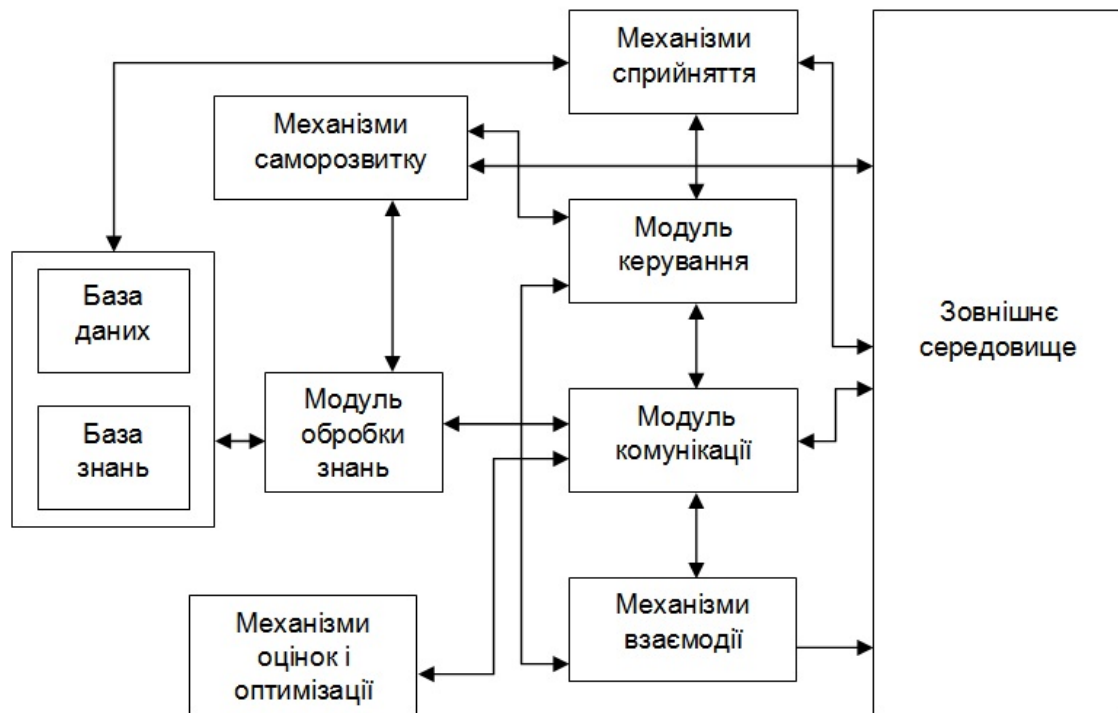 Механізми
сприйняття
Механізми
саморозвитку
Модуль
керування
База
даних
Зовнішнє
середовище
База
знань
Модуль
обробки
знань
Модуль
комунікації
Механізми
взаємодії
Механізми
оцінок і
оптимізації